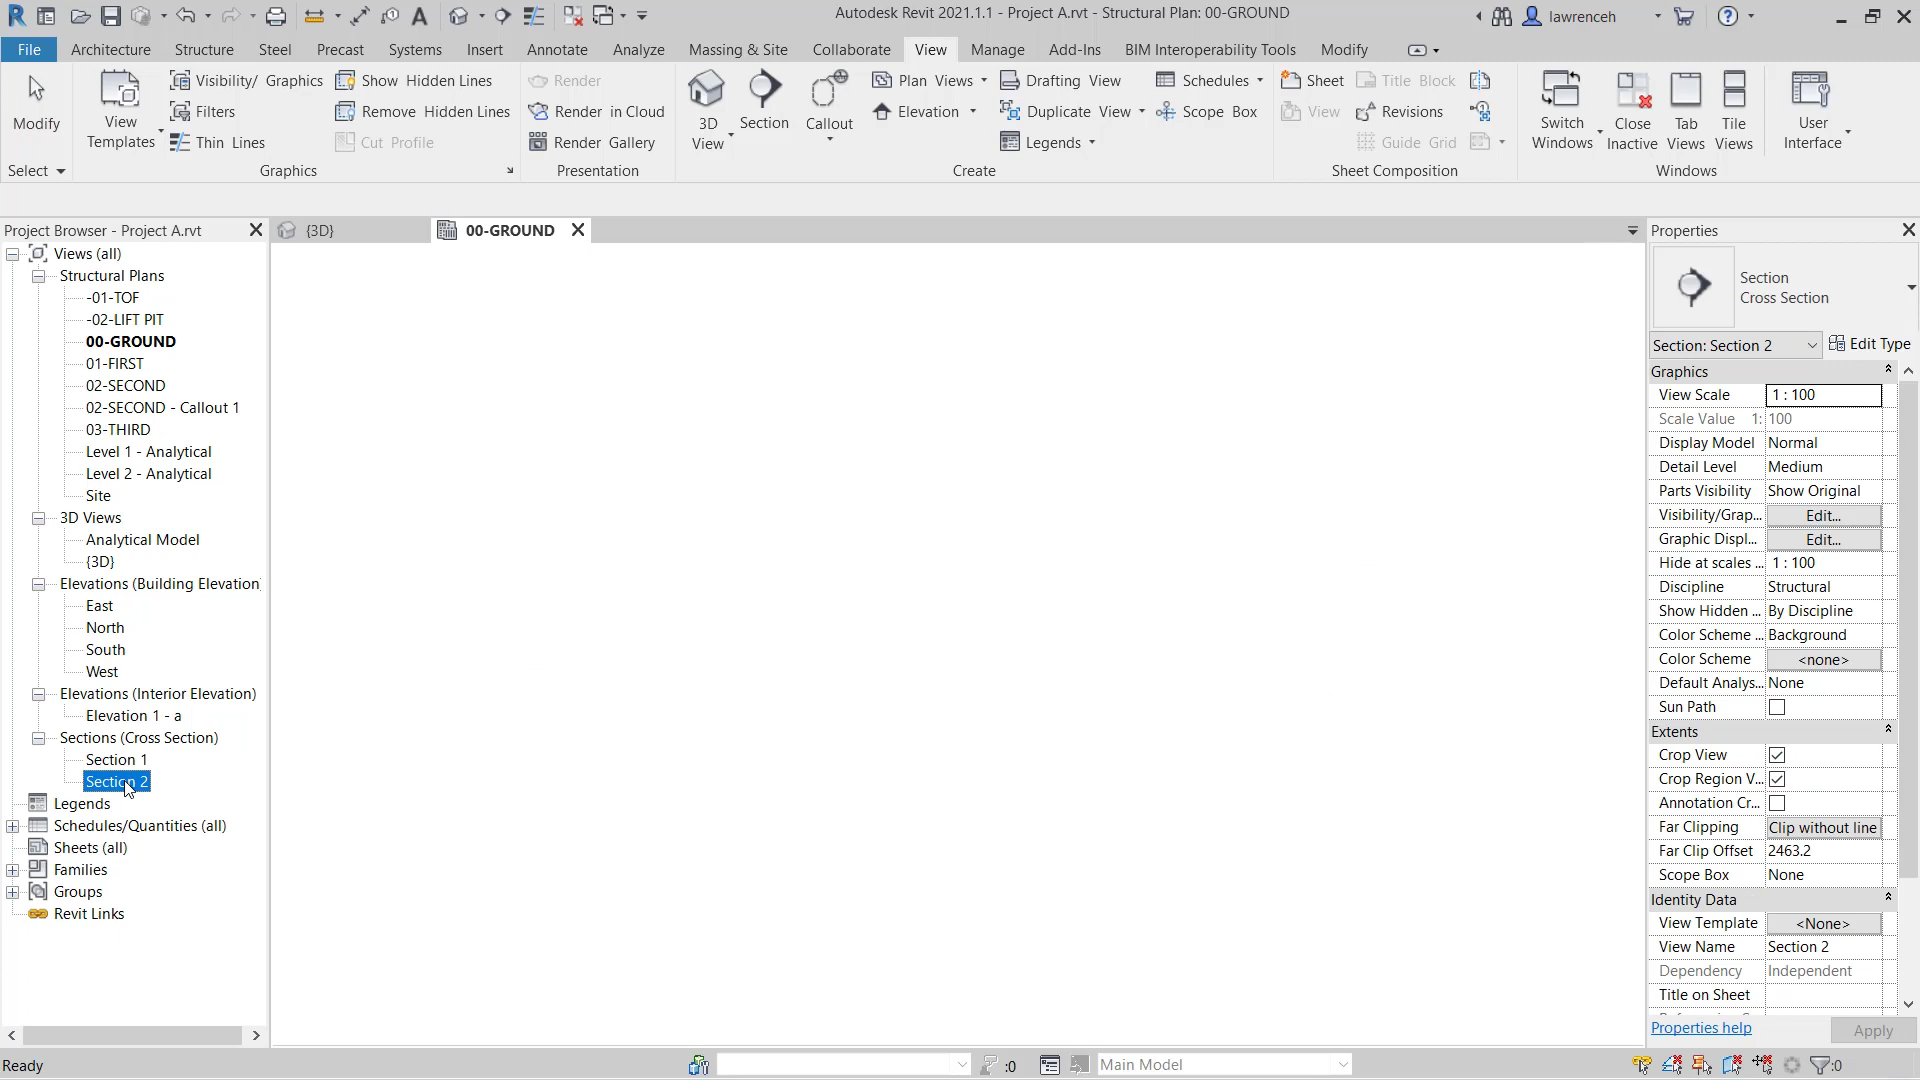 Autodesk Revit 2021.1.1 - Project A.rvt - Structural Plan: 00-GROUND
lawrenceh
File Architecture Structure Steel Precast Systems Insert Annotate Analyze Massing & Site Collaborate View Manage Add-Ins BIM Interoperability Tools Modify
Modify
View Templates
Visibility/ Graphics
Filters
Thin Lines
Show Hidden Lines
Remove Hidden Lines
Cut Profile
Render
Render in Cloud
Render Gallery
3D View
Section
Callout
Plan Views
Elevation
Drafting View
Duplicate View
Legends
Schedules
Scope Box
Sheet
View
Title Block
Revisions
Guide Grid
Switch Windows
Close Inactive
Tab Views
Tile Views
User Interface
Select Graphics Presentation Create Sheet Composition Windows
Project Browser - Project A.rvt
Views (all)
Structural Plans
-01-TOF
-02-LIFT PIT
00-GROUND
01-FIRST
02-SECOND
02-SECOND - Callout 1
03-THIRD
Level 1 - Analytical
Level 2 - Analytical
Site
3D Views
Analytical Model
{3D}
Elevations (Building Elevation)
East
North
South
West
Elevations (Interior Elevation)
Elevation 1 - a
Sections (Cross Section)
Section 1
Section 2
Legends
Schedules/Quantities (all)
Sheets (all)
Families
Groups
Revit Links
{3D}
00-GROUND
Properties
Section
Cross Section
Section: Section 2
Edit Type
Graphics
View Scale 1 : 100
Scale Value 1: 100
Display Model Normal
Detail Level Medium
Parts Visibility Show Original
Visibility/Grap... Edit...
Graphic Displ... Edit...
Hide at scales ... 1 : 100
Discipline Structural
Show Hidden ... By Discipline
Color Scheme ... Background
Color Scheme <none>
Default Analys... None
Sun Path
Extents
Crop View
Crop Region V...
Annotation Cr...
Far Clipping Clip without line
Far Clip Offset 2463.2
Scope Box None
Identity Data
View Template <None>
View Name Section 2
Dependency Independent
Title on Sheet
Properties help
Apply
Ready
:0
Main Model
:0